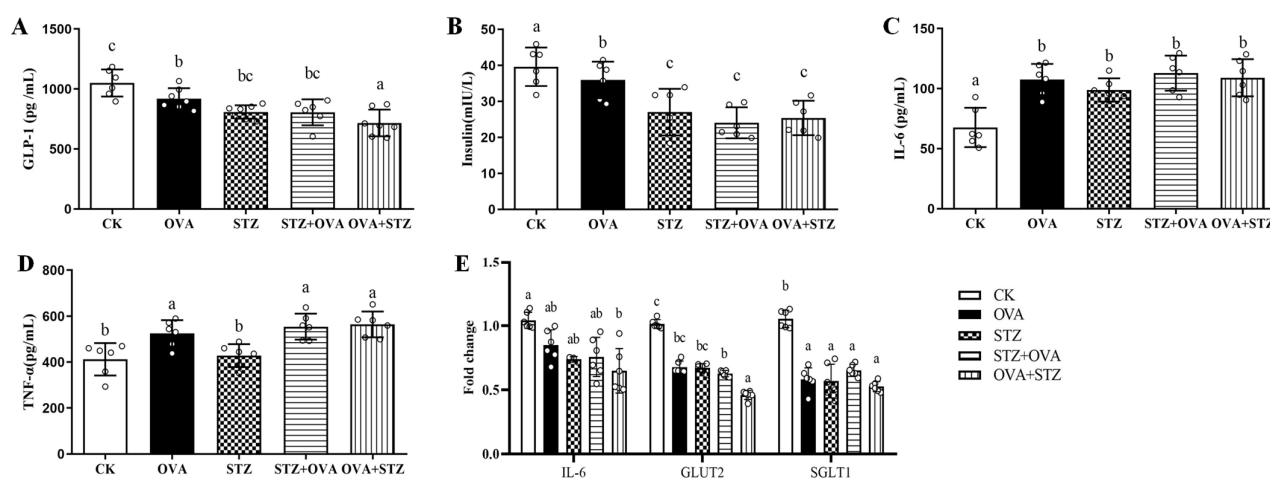 A
GLP-1 (pg /mL)
1500
1000
500
0
c
b
bc
bc
a
CK
OVA
STZ
STZ+OVA
OVA+STZ
B
Insulin(mIU/L)
50
40
30
20
10
0
a
b
c
c
c
CK
OVA
STZ
STZ+OVA
OVA+STZ
C
IL-6 (pg/mL)
150
100
50
0
a
b
b
b
b
CK
OVA
STZ
STZ+OVA
OVA+STZ
D
TNF-α(pg/mL)
800
600
400
200
0
b
a
b
a
a
CK
OVA
STZ
STZ+OVA
OVA+STZ
E
Fold change
1.5
1.0
0.5
0.0
a
ab
ab
ab
b
c
bc
bc
b
a
b
a
a
a
a
IL-6
GLUT2
SGLT1
CK
OVA
STZ
STZ+OVA
OVA+STZ